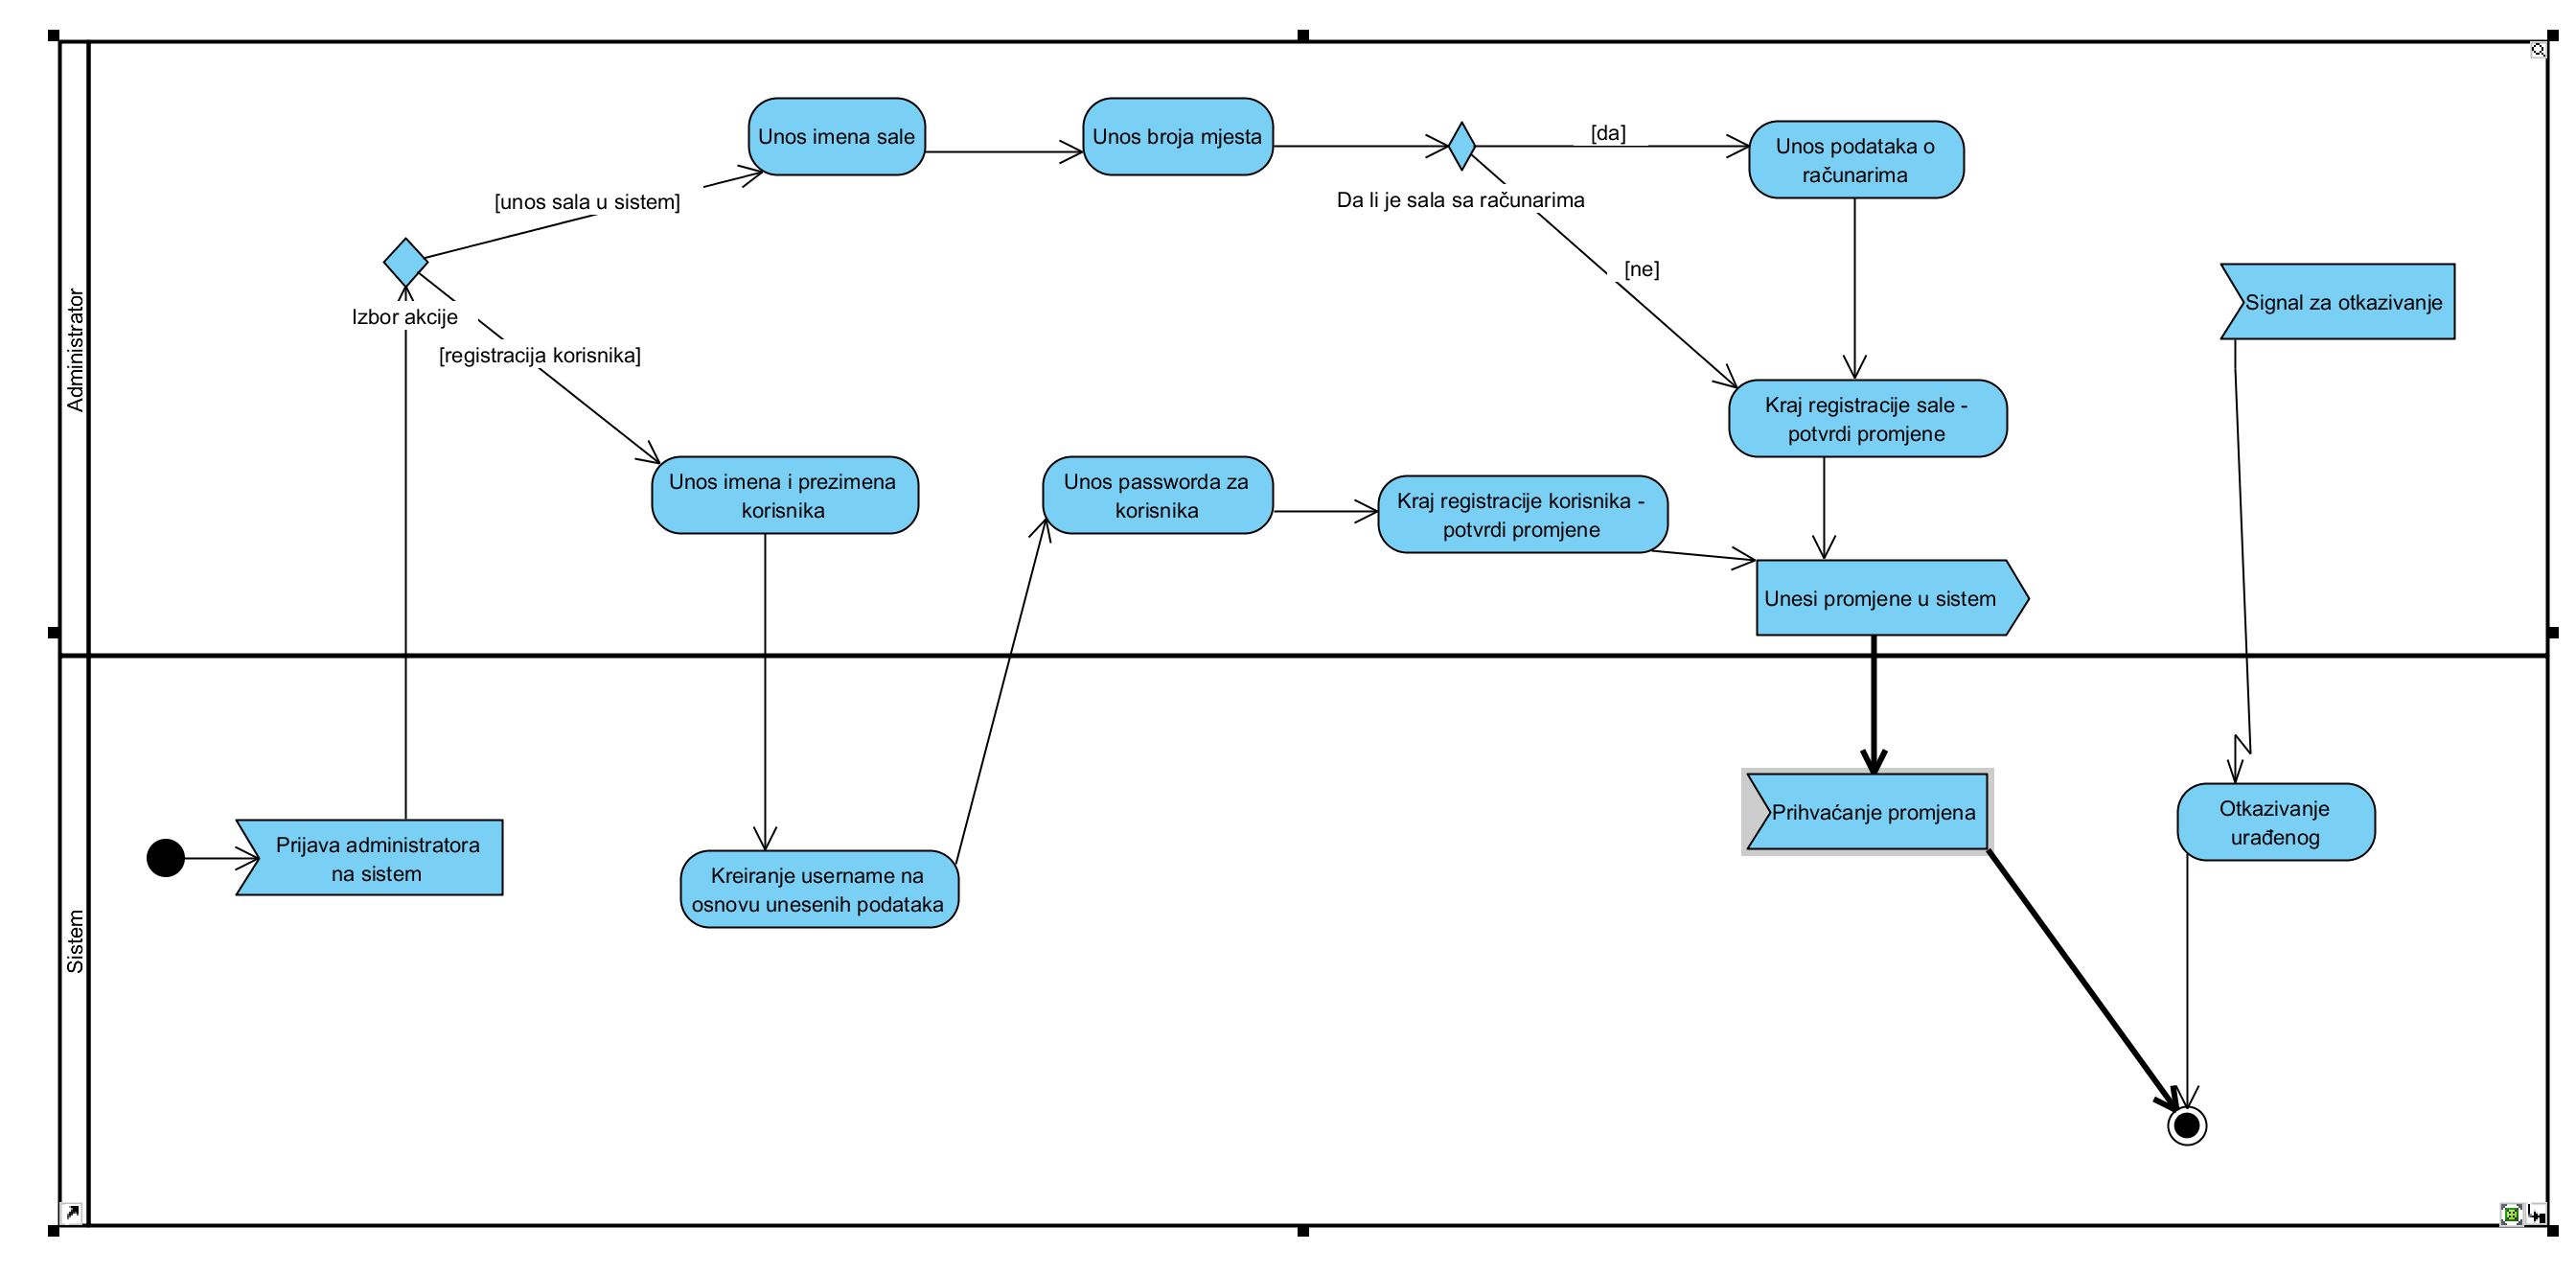 Administrator
Unos imena sale
Unos broja mjesta
[da]
Unos podataka o
računarima
[unos sala u sistem]
Da li je sala sa računarima
[ne]
Signal za otkazivanje
Izbor akcije
[registracija korisnika]
Kraj registracije sale -
potvrdi promjene
Unos imena i prezimena
korisnika
Unos passworda za
korisnika
Kraj registracije korisnika -
potvrdi promjene
Unesi promjene u sistem
Sistem
Prijava administratora
na sistem
Kreiranje username na
osnovu unesenih podataka
Prihvaćanje promjena
Otkazivanje
urađenog